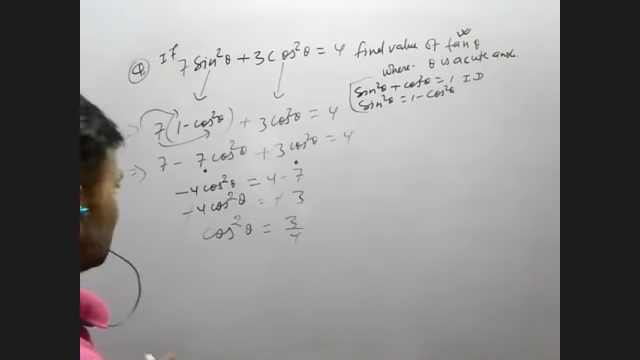 Q. If 7 sin²θ + 3 cos²θ = 4 find value of tan θ
where θ is acute angle.
sin²θ + cos²θ = 1 ID
sin²θ = 1 - cos²θ
⇒ 7(1 - cos²θ) + 3 cos²θ = 4
⇒ 7 - 7 cos²θ + 3 cos²θ = 4
-4 cos²θ = 4 - 7
-4 cos²θ = - 3
cos²θ = 3/4